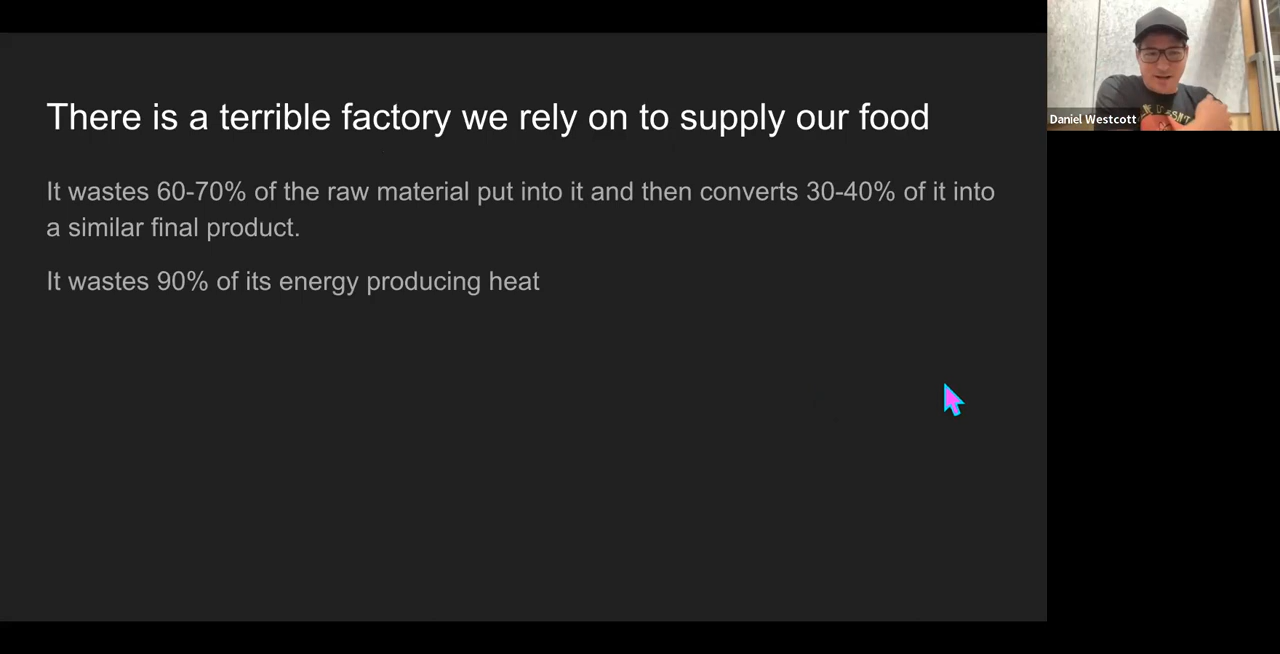 There is a terrible factory we rely on to supply our food
It wastes 60-70% of the raw material put into it and then converts 30-40% of it into
a similar final product.
It wastes 90% of its energy producing heat
Daniel Westcott